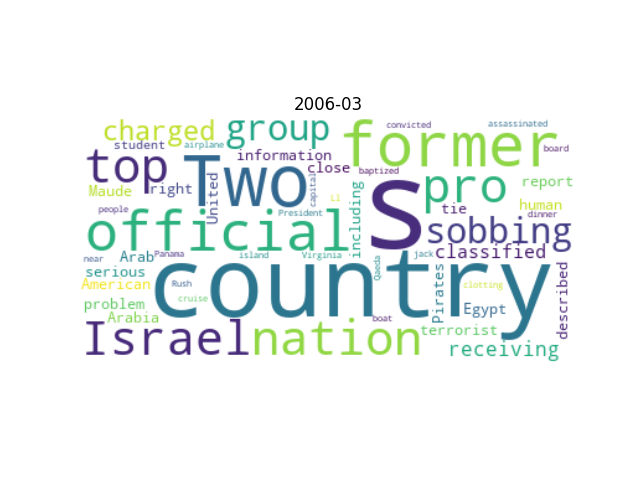 2006-03
charged group former convicted assassinated
student airplane board
top Two information close baptized pro report
Maude right United capital Li S tie human
people President including sobbing dinner
official
near Arab Panama island Virginia Qaeda jack classified
serious
American Rush country Pirates clotting described
problem cruise Egypt
Arabia boat terrorist
Israel nation receiving